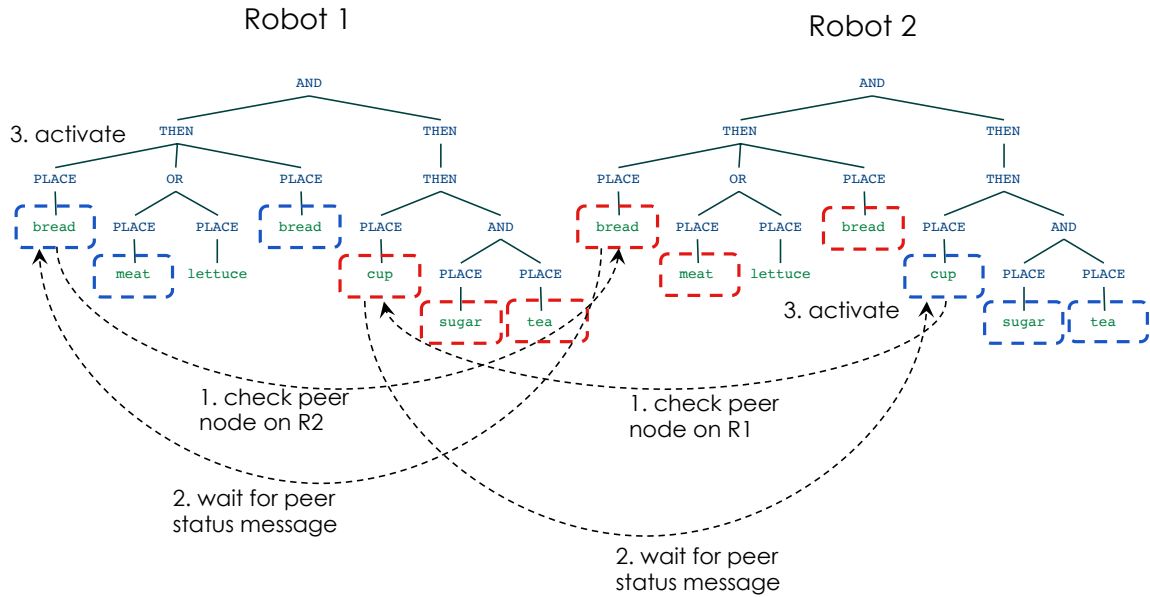 Robot 1
Robot 2
AND
AND
3. activate
THEN
THEN
THEN
THEN
PLACE
OR
PLACE
THEN
PLACE
OR
PLACE
THEN
bread
PLACE
PLACE
bread
PLACE
AND
bread
PLACE
PLACE
bread
PLACE
AND
meat
lettuce
cup
PLACE
PLACE
meat
lettuce
cup
PLACE
PLACE
3. activate
sugar
tea
sugar
tea
1. check peer
node on R2
1. check peer
node on R1
2. wait for peer
status message
2. wait for peer
status message